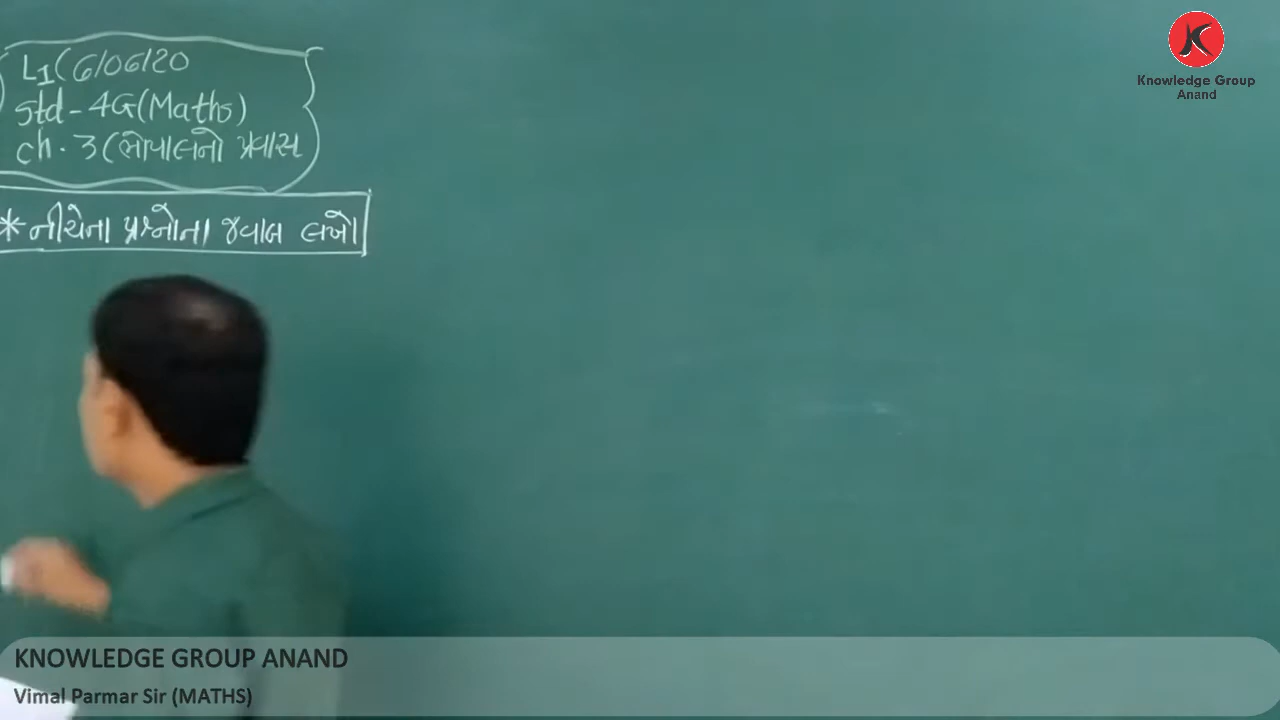 L1(6/06/20
Std - 4G(Maths)
ch. 3(ભોપાલનો પ્રવાસ
* નીચેના પ્રશ્નોના જવાબ લખો
Knowledge Group
Anand
KNOWLEDGE GROUP ANAND
Vimal Parmar Sir (MATHS)